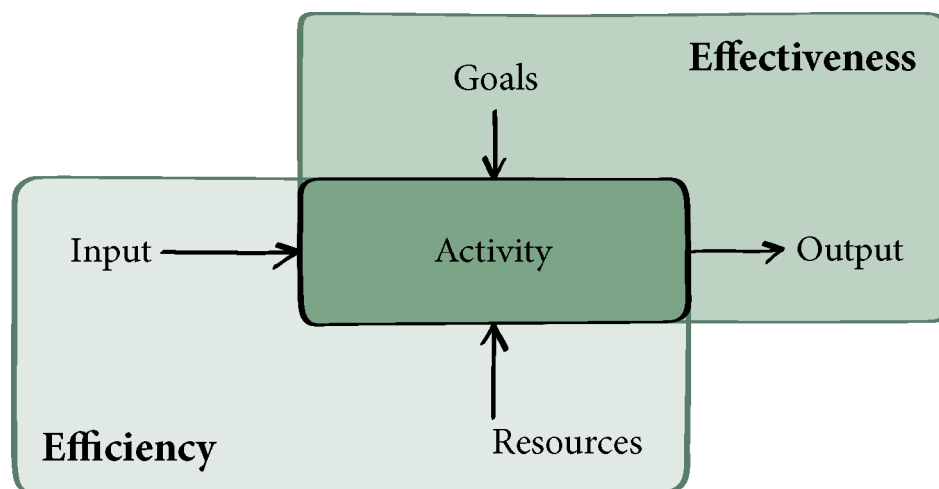 Effectiveness
Goals
Input
Activity
Output
Resources
Efficiency